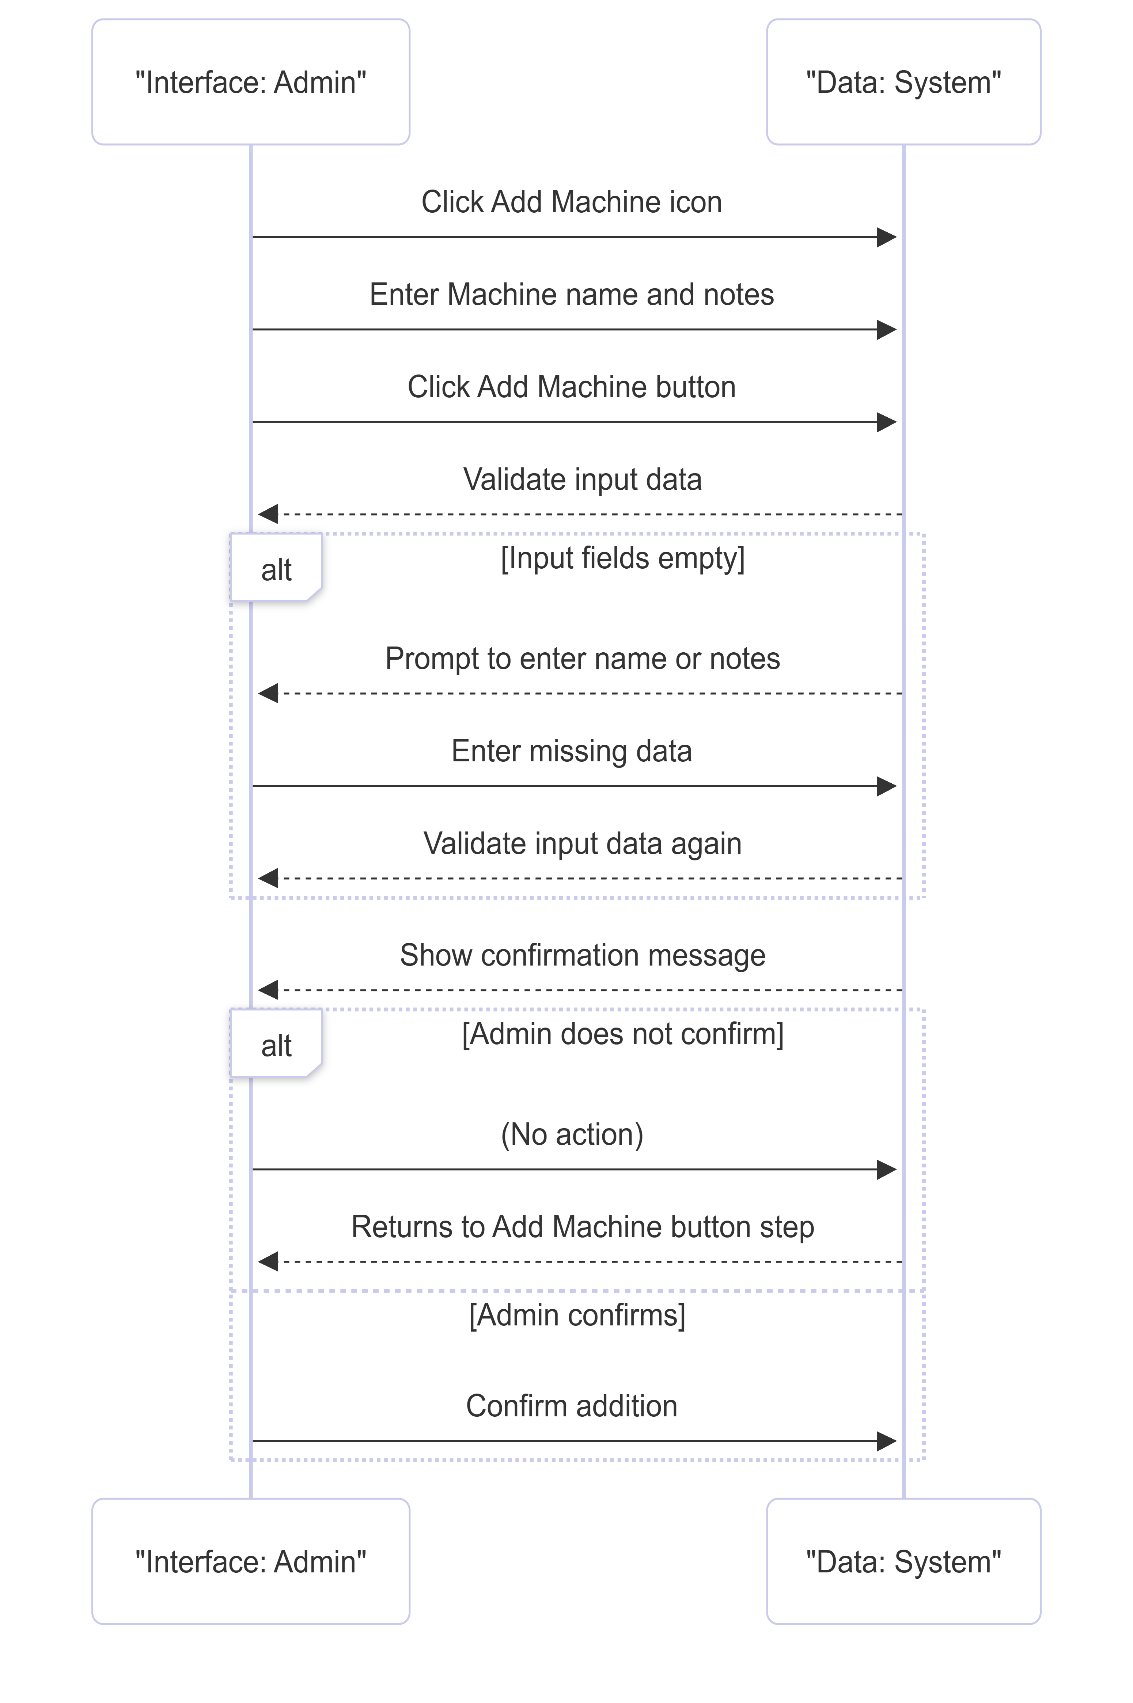 "Interface: Admin"
"Data: System"
Click Add Machine icon
Enter Machine name and notes
Click Add Machine button
Validate input data
alt
[Input fields empty]
Prompt to enter name or notes
Enter missing data
Validate input data again
Show confirmation message
alt
[Admin does not confirm]
(No action)
Returns to Add Machine button step
[Admin confirms]
Confirm addition
"Interface: Admin"
"Data: System"